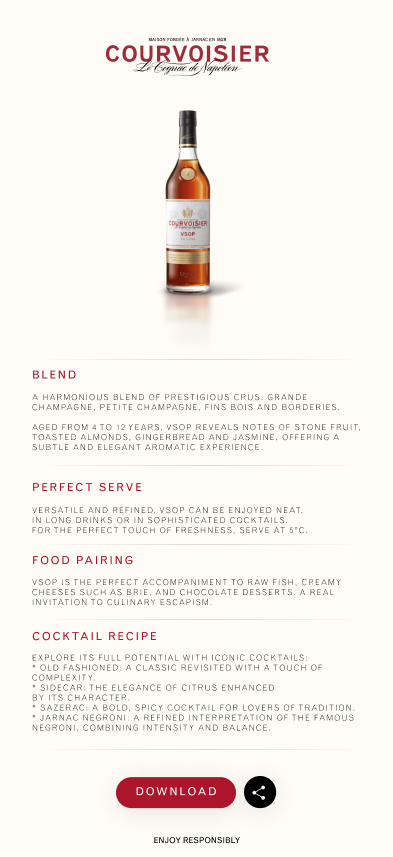 MAISON FONDÉE À JARNAC EN 1828
COURVOISIER
Le Cognac de Napoléon
COURVOISIER
VSOP
BLEND
A HARMONIOUS BLEND OF PRESTIGIOUS CRUS: GRANDE
CHAMPAGNE, PETITE CHAMPAGNE, FINS BOIS AND BORDERIES.
AGED FROM 4 TO 12 YEARS, VSOP REVEALS NOTES OF STONE FRUIT,
TOASTED ALMONDS, GINGERBREAD AND JASMINE, OFFERING A
SUBTLE AND ELEGANT AROMATIC EXPERIENCE.
PERFECT SERVE
VERSATILE AND REFINED, VSOP CAN BE ENJOYED NEAT,
IN LONG DRINKS OR IN SOPHISTICATED COCKTAILS.
FOR THE PERFECT TOUCH OF FRESHNESS, SERVE AT 5°C.
FOOD PAIRING
VSOP IS THE PERFECT ACCOMPANIMENT TO RAW FISH, CREAMY
CHEESES SUCH AS BRIE, AND CHOCOLATE DESSERTS. A REAL
INVITATION TO CULINARY ESCAPISM.
COCKTAIL RECIPE
EXPLORE ITS FULL POTENTIAL WITH ICONIC COCKTAILS:
* OLD FASHIONED: A CLASSIC REVISITED WITH A TOUCH OF
COMPLEXITY.
* SIDECAR: THE ELEGANCE OF CITRUS ENHANCED
BY ITS CHARACTER.
* SAZERAC: A BOLD, SPICY COCKTAIL FOR LOVERS OF TRADITION.
* JARNAC NEGRONI: A REFINED INTERPRETATION OF THE FAMOUS
NEGRONI, COMBINING INTENSITY AND BALANCE.
DOWNLOAD
ENJOY RESPONSIBLY